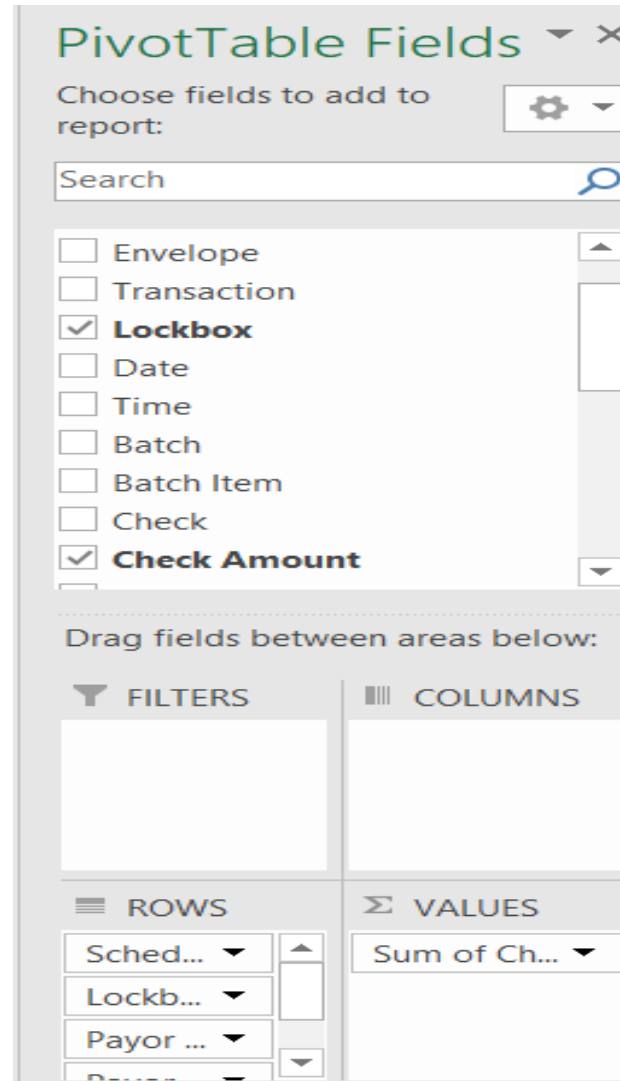 PivotTable Fields
Choose fields to add to
report:
Search
Envelope
Transaction
Lockbox
Date
Time
Batch
Batch Item
Check
Check Amount
Drag fields between areas below:
FILTERS
COLUMNS
ROWS
Σ VALUES
Sched...
Sum of Ch...
Lockb...
Payor ...